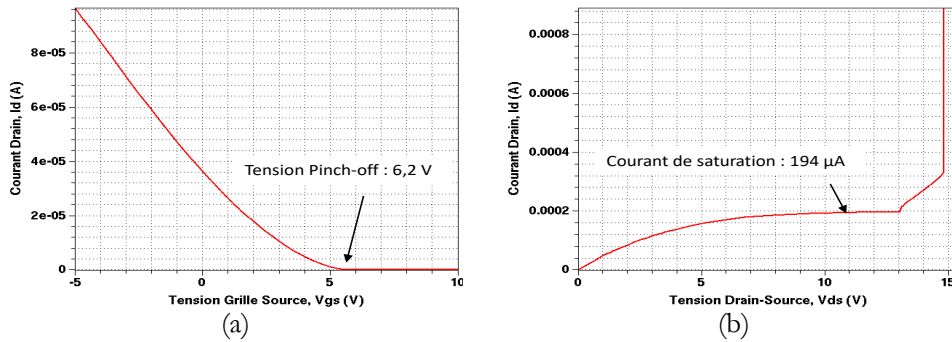 8e-05
6e-05
4e-05
2e-05
0
Courant Drain, Id (A)
Tension Pinch-off : 6,2 V
-5
0
5
10
Tension Grille Source, Vgs (V)
(a)
0.0008
0.0006
0.0004
0.0002
0
Courant Drain, Id (A)
Courant de saturation : 194 µA
0
5
10
15
Tension Drain-Source, Vds (V)
(b)